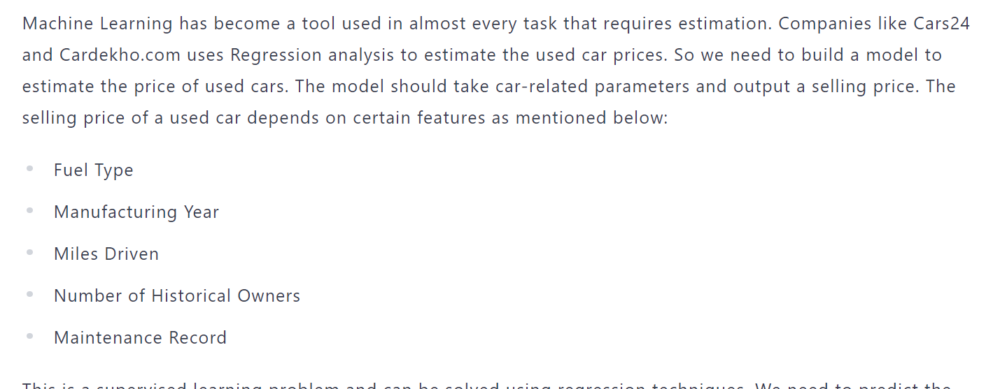 Machine Learning has become a tool used in almost every task that requires estimation. Companies like Cars24
and Cardekho.com uses Regression analysis to estimate the used car prices. So we need to build a model to
estimate the price of used cars. The model should take car-related parameters and output a selling price. The
selling price of a used car depends on certain features as mentioned below:
Fuel Type
Manufacturing Year
Miles Driven
Number of Historical Owners
Maintenance Record
This is a supervised learning problem and can be solved using regression techniques. We need to predict the